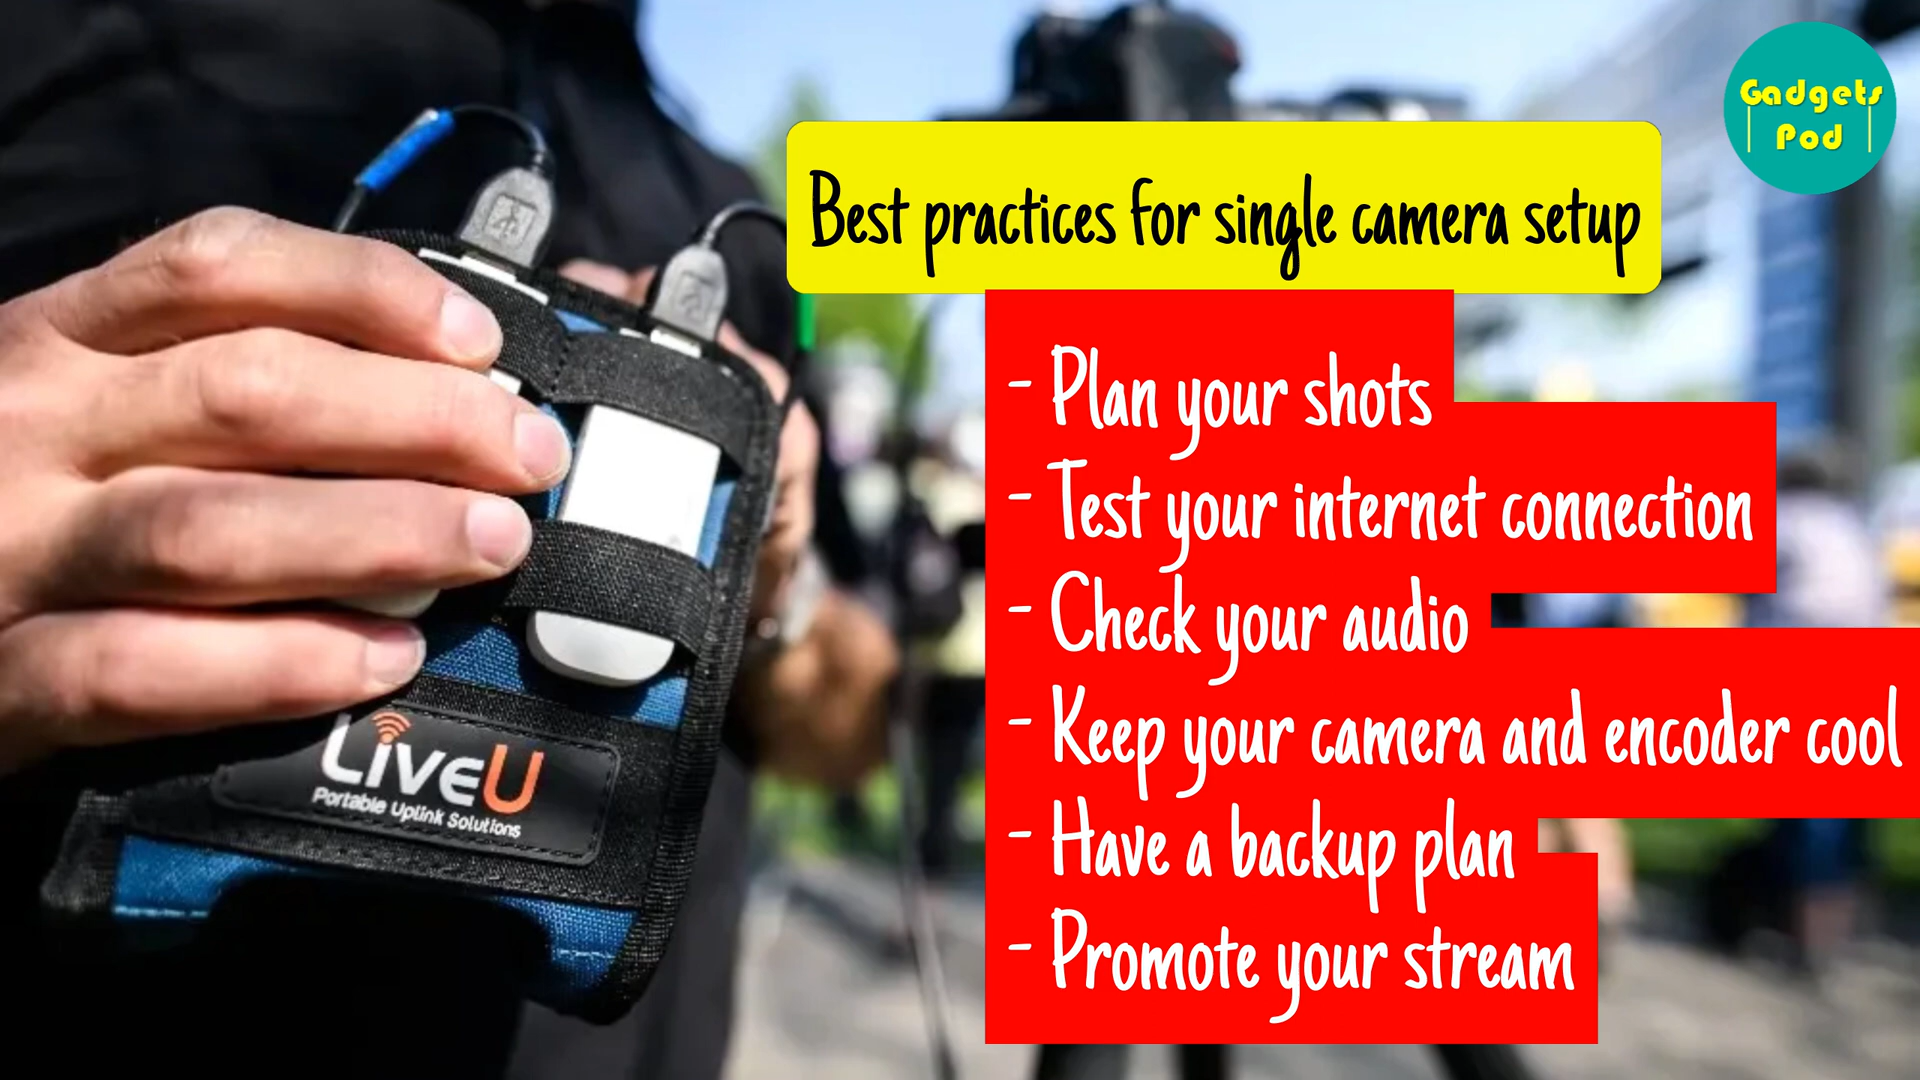 Gadgets
Pod
Best practices for single camera setup
- Plan your shots
- Test your internet connection
- Check your audio
- Keep your camera and encoder cool
- Have a backup plan
- Promote your stream
LiveU
Portable Uplink Solutions